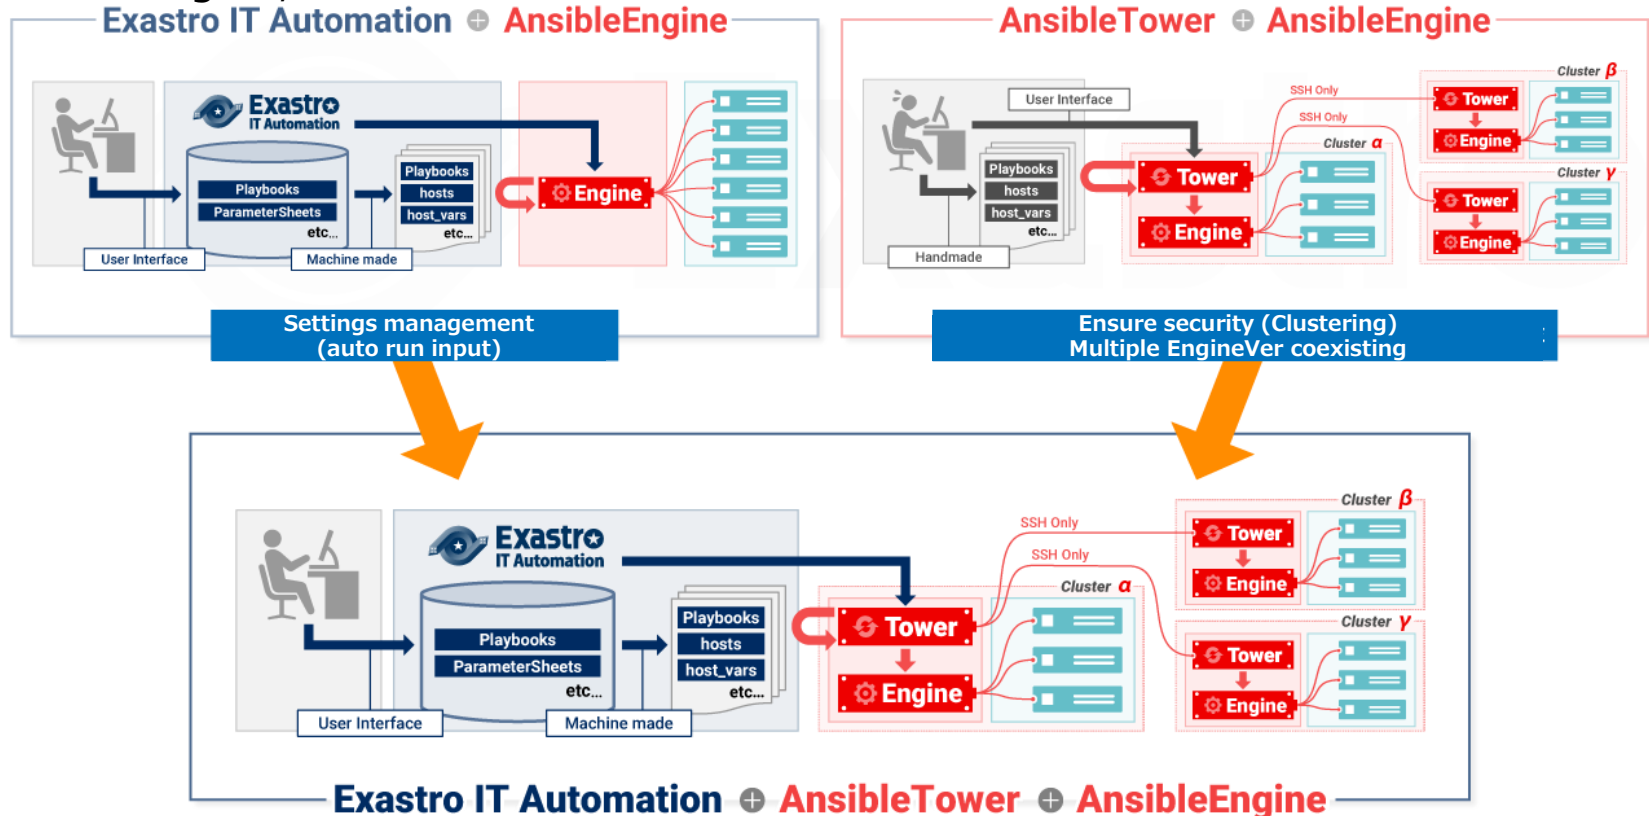 Exastro IT Automation + AnsibleEngine
Exastro
IT Automation
Playbooks
ParameterSheets
etc...
Playbooks
hosts
host_vars
etc...
Engine
User Interface
Machine made
AnsibleTower + AnsibleEngine
User Interface
Playbooks
hosts
host_vars
etc...
Handmade
SSH Only
SSH Only
Cluster α
Tower
Engine
Cluster β
Tower
Engine
Cluster γ
Tower
Engine
Settings management
(auto run input)
Ensure security (Clustering)
Multiple EngineVer coexisting
Exastro
IT Automation
Playbooks
ParameterSheets
etc...
Playbooks
hosts
host_vars
etc...
User Interface
Machine made
SSH Only
SSH Only
Cluster α
Tower
Engine
Cluster β
Tower
Engine
Cluster γ
Tower
Engine
Exastro IT Automation + AnsibleTower + AnsibleEngine